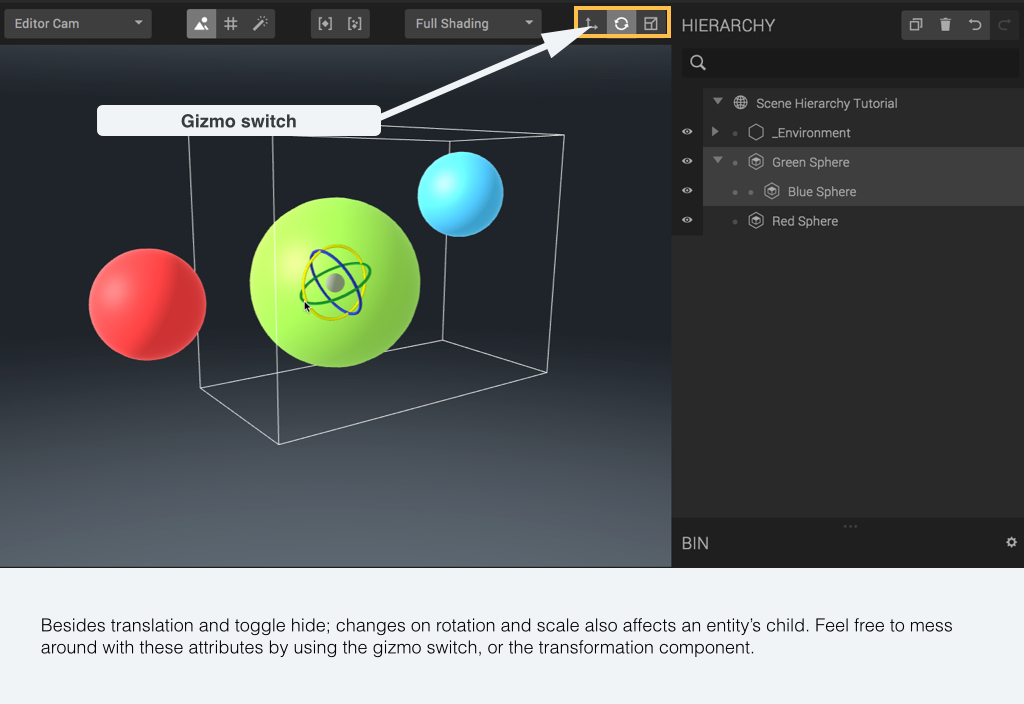 Editor Cam
Full Shading
HIERARCHY
Gizmo switch
Scene Hierarchy Tutorial
_Environment
Green Sphere
Blue Sphere
Red Sphere
BIN
Besides translation and toggle hide; changes on rotation and scale also affects an entity's child. Feel free to mess
around with these attributes by using the gizmo switch, or the transformation component.